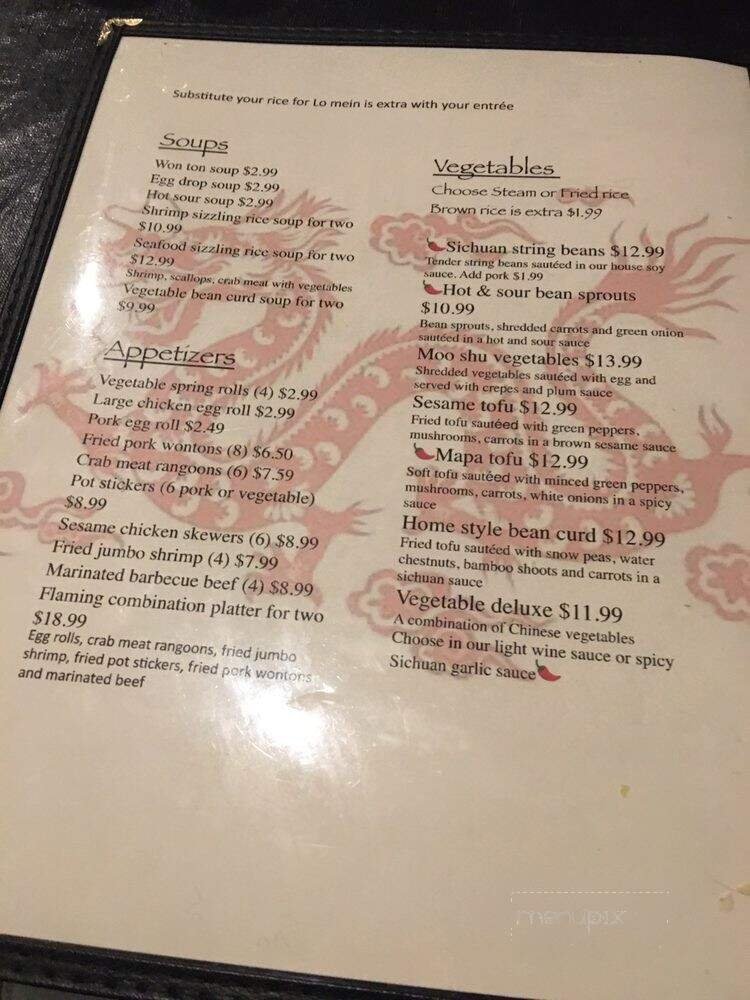 Substitute your rice for Lo mein is extra with your entrée
Soups
Won ton soup $2.99
Egg drop soup $2.99
Hot sour soup $2.99
Shrimp sizzling rice soup for two
$10.99
Seafood sizzling rice soup for two
$12.99
Shrimp, scallops, crab meat with vegetables
Vegetable bean curd soup for two
$9.99
Appetizers
Vegetable spring rolls (4) $2.99
Large chicken egg roll $2.99
Pork egg roll $2.49
Fried pork wontons (8) $6.50
Crab meat rangoons (6) $7.59
Pot stickers (6 pork or vegetable)
$8.99
Sesame chicken skewers (6) $8.99
Fried jumbo shrimp (4) $7.99
Marinated barbecue beef (4) $8.99
Flaming combination platter for two
$18.99
Egg rolls, crab meat rangoons, fried jumbo
shrimp, fried pot stickers, fried pork wontons
and marinated beef
Vegetables
Choose Steam or Fried rice
Brown rice is extra $1.99
Sichuan string beans $12.99
Tender string beans sautéed in our house soy
sauce. Add pork $1.99
Hot & sour bean sprouts
$10.99
Bean sprouts, shredded carrots and green onion
sautéed in a hot and sour sauce
Moo shu vegetables $13.99
Shredded vegetables sautéed with egg and
served with crepes and plum sauce
Sesame tofu $12.99
Fried tofu sautéed with green peppers,
mushrooms, carrots in a brown sesame sauce
Mapa tofu $12.99
Soft tofu sautéed with minced green peppers,
mushrooms, carrots, white onions in a spicy
sauce
Home style bean curd $12.99
Fried tofu sautéed with snow peas, water
chestnuts, bamboo shoots and carrots in a
sichuan sauce
Vegetable deluxe $11.99
A combination of Chinese vegetables
Choose in our light wine sauce or spicy
Sichuan garlic sauce
menupix